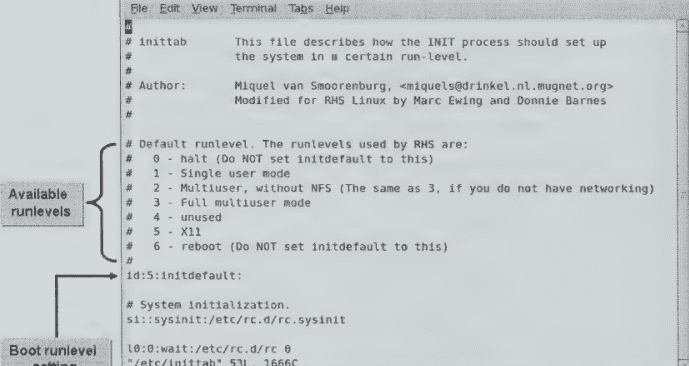 File Edit View Terminal Tabs Help
#
# inittab This file describes how the INIT process should set up
# the system in a certain run-level.
#
# Author: Miquel van Smoorenburg, <miquels@drinkel.nl.mugnet.org>
# Modified for RHS Linux by Marc Ewing and Donnie Barnes
#
# Default runlevel. The runlevels used by RHS are:
# 0 - halt (Do NOT set initdefault to this)
# 1 - Single user mode
# 2 - Multiuser, without NFS (The same as 3, if you do not have networking)
# 3 - Full multiuser mode
# 4 - unused
# 5 - X11
# 6 - reboot (Do NOT set initdefault to this)
#
id:5:initdefault:
# System initialization.
si::sysinit:/etc/rc.d/rc.sysinit
l0:0:wait:/etc/rc.d/rc 0
"/etc/inittab" 53L, 1666C
Available
runlevels
Boot runlevel
setting